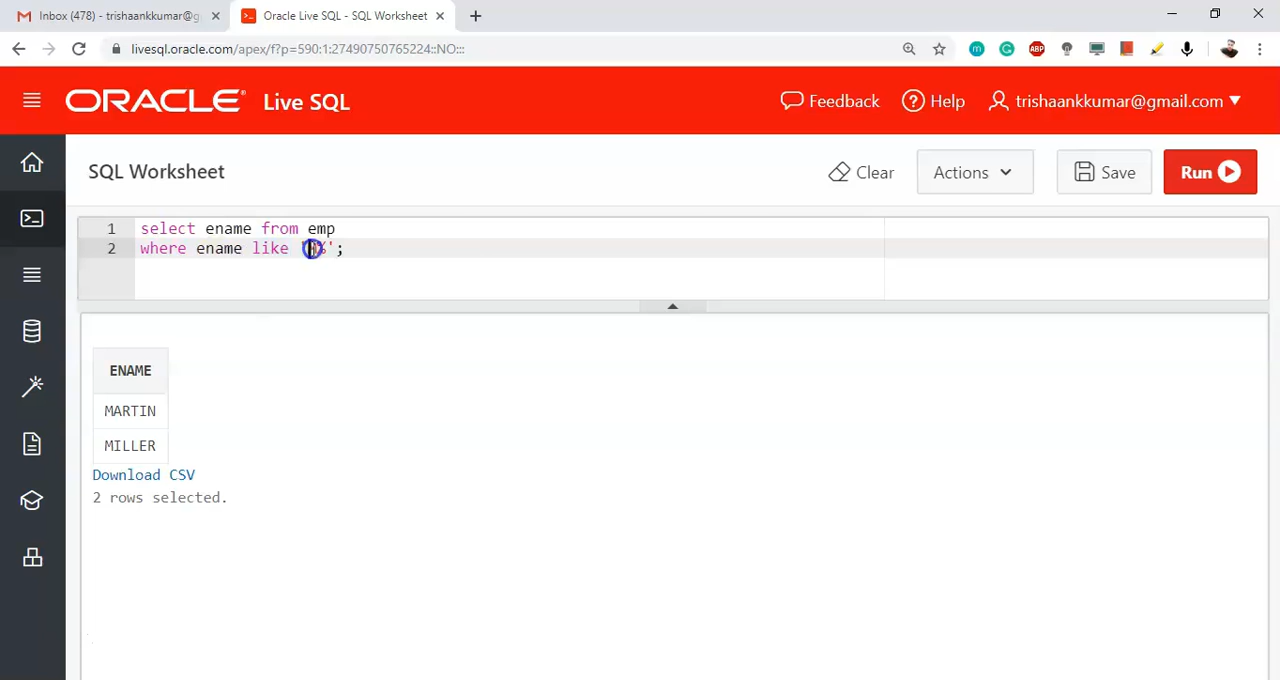 Inbox (478) - trishaankkumar@g
Oracle Live SQL - SQL Worksheet
livesql.oracle.com/apex/f?p=590:1:27490750765224::NO:::
ABP
ORACLE Live SQL
Feedback
Help
trishaankkumar@gmail.com
SQL Worksheet
Clear
Actions
Save
Run
1 select ename from emp
2 where ename like %';
ENAME
MARTIN
MILLER
Download CSV
2 rows selected.